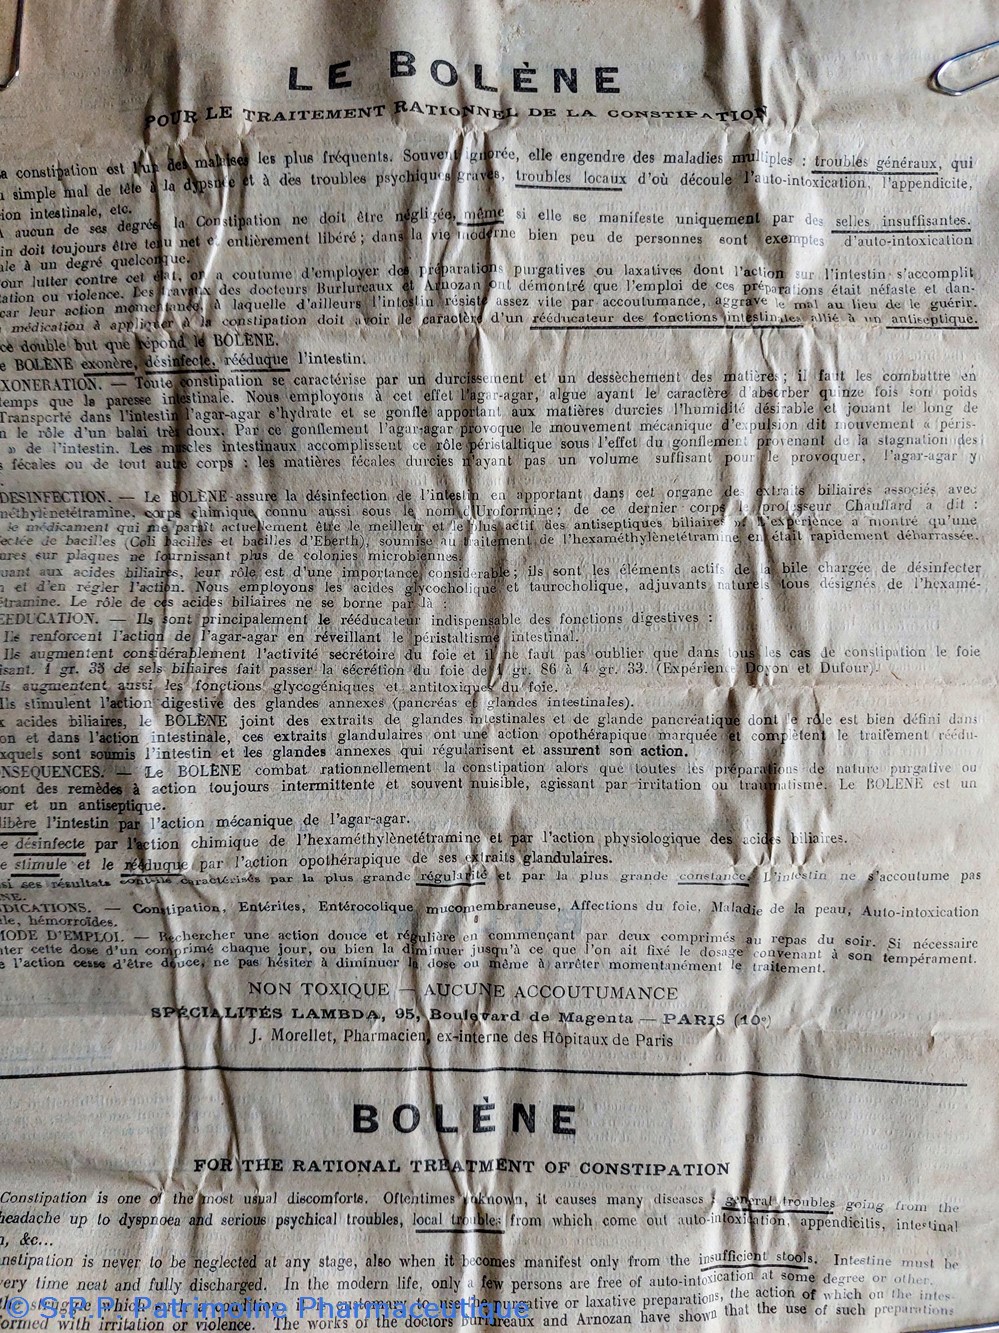 LE BOLÈNE
POUR LE TRAITEMENT RATIONNEL DE LA CONSTIPATION
constipation est l'un des malaises les plus fréquents. Souvent ignorée, elle engendre des maladies multiples : troubles généraux, qui
simple mal de tête à la dyspnée et à des troubles psychiques graves, troubles locaux d'où découle l'auto-intoxication, l'appendicite,
intestinale, etc.
aucun de ses degrés la Constipation ne doit être négligée, même si elle se manifeste uniquement par des selles insuffisantes.
doit toujours être tenu net et entièrement libéré ; dans la vie moderne bien peu de personnes sont exemptes d'auto-intoxication
à un degré quelconque.
our lutter contre cet état, on a coutume d'employer des préparations purgatives ou laxatives dont l'action sur l'intestin s'accomplit
ou violence. Les travaux des docteurs Burlureaux et Arnozan ont démontré que l'emploi de ces préparations était néfaste et dan-
car leur action momentanée, à laquelle d'ailleurs l'intestin résiste assez vite par accoutumance, aggrave le mal au lieu de le guérir.
médication à appliquer à la constipation doit avoir le caractère d'un rééducateur des fonctions intestinales allié à un antiseptique.
ce double but que répond le BOLÈNE.
e BOLÈNE exonère, désinfecte, rééduque l'intestin.
XONERATION. — Toute constipation se caractérise par un durcissement et un dessèchement des matières ; il faut les combattre en
temps que la paresse intestinale. Nous employons à cet effet l'agar-agar, algue ayant le caractère d'absorber quinze fois son poids
Transporté dans l'intestin l'agar-agar s'hydrate et se gonfle apportant aux matières durcies l'humidité désirable et jouant le long de
n le rôle d'un balai très doux. Par ce gonflement l'agar-agar provoque le mouvement mécanique d'expulsion dit mouvement « péris-
» de l'intestin. Les muscles intestinaux accomplissent ce rôle péristaltique sous l'effet du gonflement provenant de la stagnation des
s fécales ou de tout autre corps : les matières fécales durcies n'ayant pas un volume suffisant pour le provoquer, l'agar-agar y
DESINFECTION. — Le BOLÈNE assure la désinfection de l'intestin en apportant dans cet organe des extraits biliaires associés avec
méthylènetétramine, corps chimique connu aussi sous le nom d'Uroformine ; de ce dernier corps le professeur Chauffard a dit :
médicament qui me paraît actuellement être le meilleur et le plus actif des antiseptiques biliaires ». L'expérience a montré qu'une
ectée de bacilles (Coli bacilles et bacilles d'Eberth), soumise au traitement de l'hexaméthylènetétramine en était rapidement débarrassée.
ures sur plaques ne fournissant plus de colonies microbiennes.
uant aux acides biliaires, leur rôle est d'une importance considérable ; ils sont les éléments actifs de la bile chargée de désinfecter
et d'en régler l'action. Nous employons les acides glycocholique et taurocholique, adjuvants naturels tous désignés de l'hexamé-
étramine. Le rôle de ces acides biliaires ne se borne par là :
EEDUCATION. — Ils sont principalement le rééducateur indispensable des fonctions digestives :
Ils renforcent l'action de l'agar-agar en réveillant le péristaltisme intestinal.
Ils augmentent considérablement l'activité secrétoire du foie et il ne faut pas oublier que dans tous les cas de constipation le foie
isant. 1 gr. 33 de sels biliaires fait passer la sécrétion du foie de 1 gr. 86 à 4 gr. 33. (Expérience Doyon et Dufour).
Ils augmentent aussi les fonctions glycogéniques et antitoxiques du foie.
Ils stimulent l'action digestive des glandes annexes (pancréas et glandes intestinales).
x acides biliaires, le BOLÈNE joint des extraits de glandes intestinales et de glande pancréatique dont le rôle est bien défini dans
on et dans l'action intestinale, ces extraits glandulaires ont une action opothérapique marquée et complètent le traitement réédu-
xquels sont soumis l'intestin et les glandes annexes qui régularisent et assurent son action.
NSEQUENCES. — Le BOLÈNE combat rationnellement la constipation alors que toutes les préparations de nature purgative ou
sont des remèdes à action toujours intermittente et souvent nuisible, agissant par irritation ou traumatisme. Le BOLÈNE est un
ur et un antiseptique.
libère l'intestin par l'action mécanique de l'agar-agar.
e désinfecte par l'action chimique de l'hexaméthylènetétramine et par l'action physiologique des acides biliaires.
e stimule et le rééduque par l'action opothérapique de ses extraits glandulaires.
si ses résultats sont-ils caractérisés par la plus grande régularité et par la plus grande constance. L'intestin ne s'accoutume pas
NE.
DICATIONS. — Constipation, Entérites, Entérocolique mucomembraneuse, Affections du foie, Maladie de la peau, Auto-intoxication
le, hémorroïdes.
MODE D'EMPLOI. — Rechercher une action douce et régulière en commençant par deux comprimés au repas du soir. Si nécessaire
nter cette dose d'un comprimé chaque jour, ou bien la diminuer jusqu'à ce que l'on ait fixé le dosage convenant à son tempérament.
e l'action cesse d'être douce, ne pas hésiter à diminuer la dose ou même à arrêter momentanément le traitement.
NON TOXIQUE — AUCUNE ACCOUTUMANCE
SPÉCIALITÉS LAMBDA, 95, Boulevard de Magenta — PARIS (10e)
J. Morellet, Pharmacien, ex-interne des Hôpitaux de Paris
BOLÈNE
FOR THE RATIONAL TREATMENT OF CONSTIPATION
Constipation is one of the most usual discomforts. Oftentimes unknown, it causes many diseases ; general troubles going from the
headache up to dyspnoea and serious psychical troubles, local troubles from which come out auto-intoxication, appendicitis, intestinal
n, &c...
nstipation is never to be neglected at any stage, also when it becomes manifest only from the insufficient stools. Intestine must be
very time neat and fully discharged. In the modern life, only a few persons are free of auto-intoxication at some degree or other.
struggle which constipation, it is customary to use the purgative or laxative preparations, the action of which on the intes-
formed with irritation or violence. The works of the doctors Burlureaux and Arnozan have shown that the use of such preparations
© S.P.P. Patrimoine Pharmaceutique